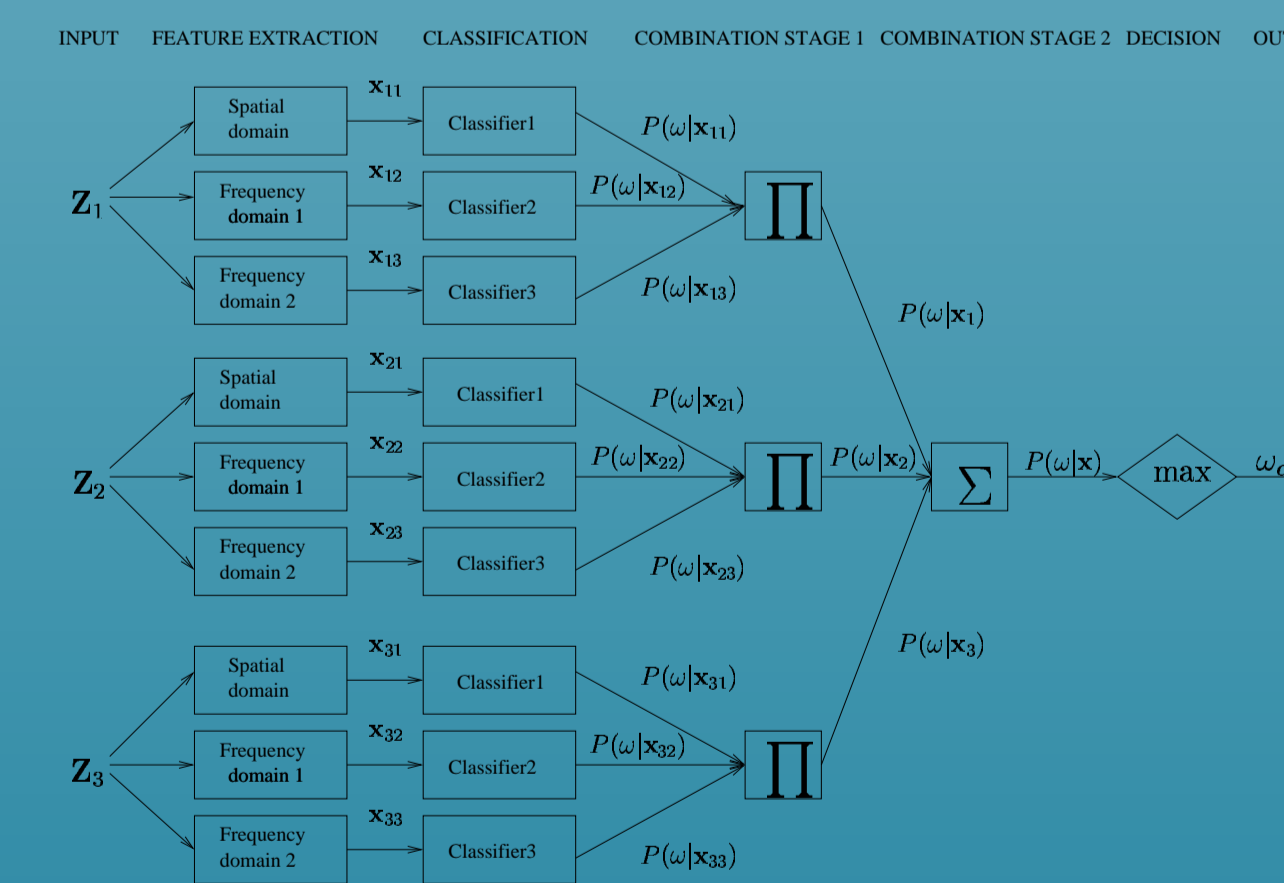 INPUT FEATURE EXTRACTION CLASSIFICATION COMBINATION STAGE 1 COMBINATION STAGE 2 DECISION
Z₁
Spatial
domain
x₁₁
Classifier1
P(ω|x₁₁)
Frequency
domain 1
x₁₂
Classifier2
P(ω|x₁₂)
∏
Frequency
domain 2
x₁₃
Classifier3
P(ω|x₁₃)
P(ω|x₁)
Z₂
Spatial
domain
x₂₁
Classifier1
P(ω|x₂₁)
Frequency
domain 1
x₂₂
Classifier2
P(ω|x₂₂)
∏
P(ω|x₂)
∑
P(ω|x)
max
Frequency
domain 2
x₂₃
Classifier3
P(ω|x₂₃)
Z₃
Spatial
domain
x₃₁
Classifier1
P(ω|x₃₁)
P(ω|x₃)
Frequency
domain 1
x₃₂
Classifier2
P(ω|x₃₂)
∏
Frequency
domain 2
x₃₃
Classifier3
P(ω|x₃₃)